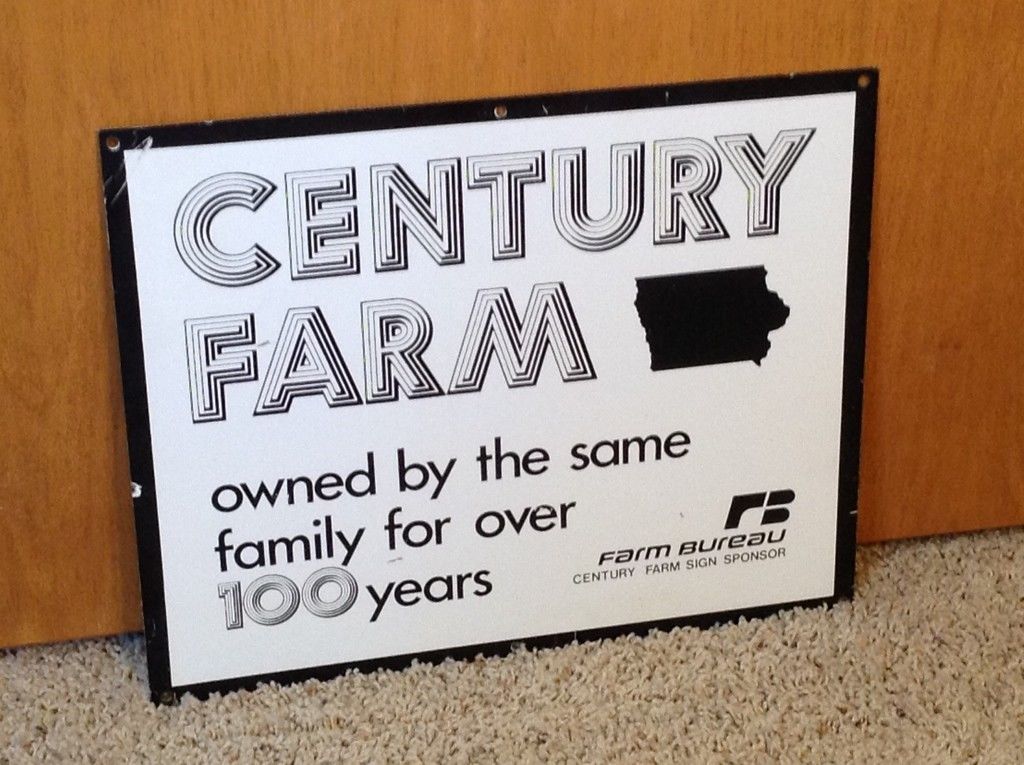 CENTURY
FARM
owned by the same
family for over
100 years
FB
Farm Bureau
CENTURY FARM SIGN SPONSOR